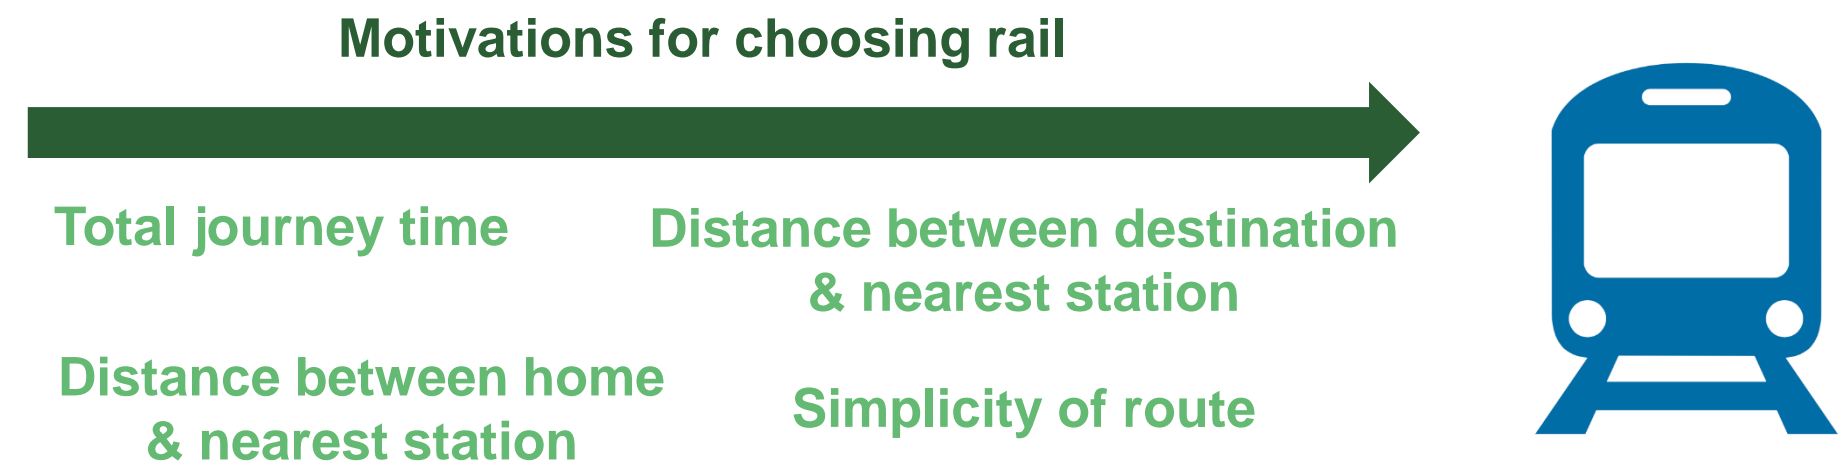 Motivations for choosing rail
Total journey time
Distance between destination
& nearest station
Distance between home
& nearest station
Simplicity of route